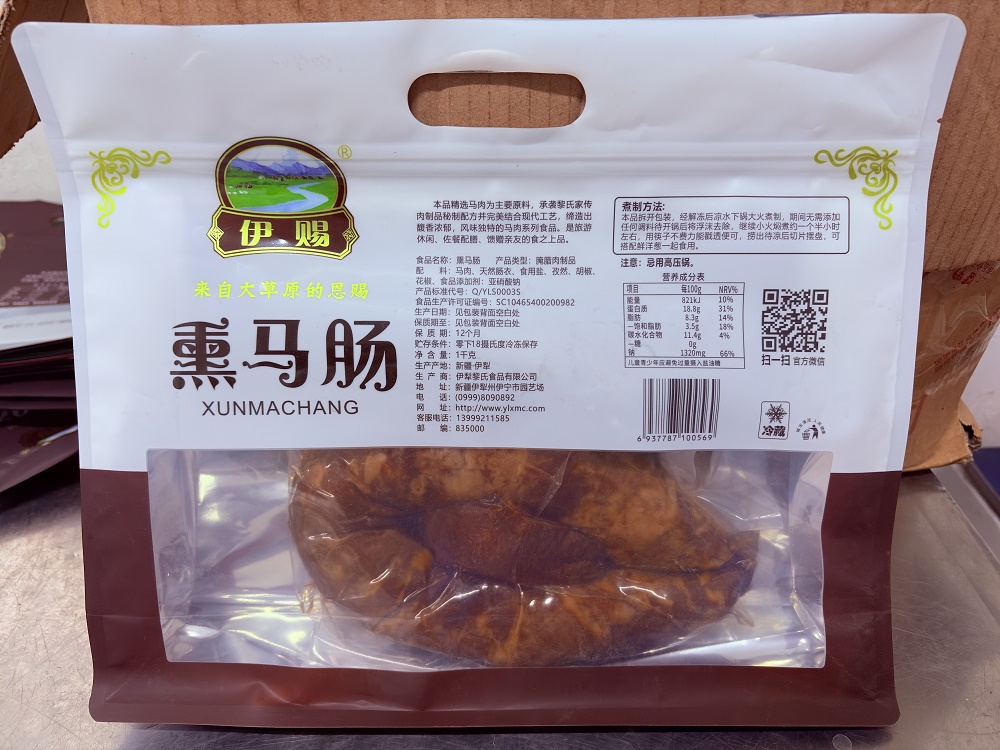 ®
伊赐
来自大草原的恩赐
熏马肠
XUNMACHANG
本品精选马肉为主要原料，承袭黎氏家传
肉制品秘制配方并完美结合现代工艺，缔造出
馥香浓郁，风味独特的马肉系列食品。是旅游
休闲、佐餐配膳、馈赠亲友的食之上品。
食品名称：熏马肠 产品类型：腌腊肉制品
配 料：马肉、天然肠衣、食用盐、孜然、胡椒、
花椒、食品添加剂：亚硝酸钠
产品标准代号：Q/YLS0003S
食品生产许可证编号：SC10465400200982
生产日期：见包装背面空白处
保质期至：见包装背面空白处
保 质 期：12个月
贮存条件：零下18摄氏度冷冻保存
净 含 量：1千克
生产产地：新疆·伊犁
生 产 商：伊犁黎氏食品有限公司
地 址：新疆伊犁州伊宁市园艺场
电 话：(0999)8090892
网 址：http://www.ylxmc.com
客服电话：13999211585
邮 编：835000
煮制方法：
本品拆开包装，经解冻后凉水下锅大火煮制，期间无需添加
任何调料待开锅后将浮沫去除，继续小火焖煮约一个半小时
左右，用筷子不费力能戳透便可，捞出待凉后切片摆盘，可
搭配鲜洋葱一起食用。
注意：忌用高压锅。
营养成分表
项目 每100g NRV%
能量 821kJ 10%
蛋白质 18.8g 31%
脂肪 8.3g 14%
—饱和脂肪 3.5g 18%
碳水化合物 11.4g 4%
—糖 0g
钠 1320mg 66%
儿童青少年应避免过量摄入盐油糖
扫一扫 官方微信
6 937787 100569
冷藏